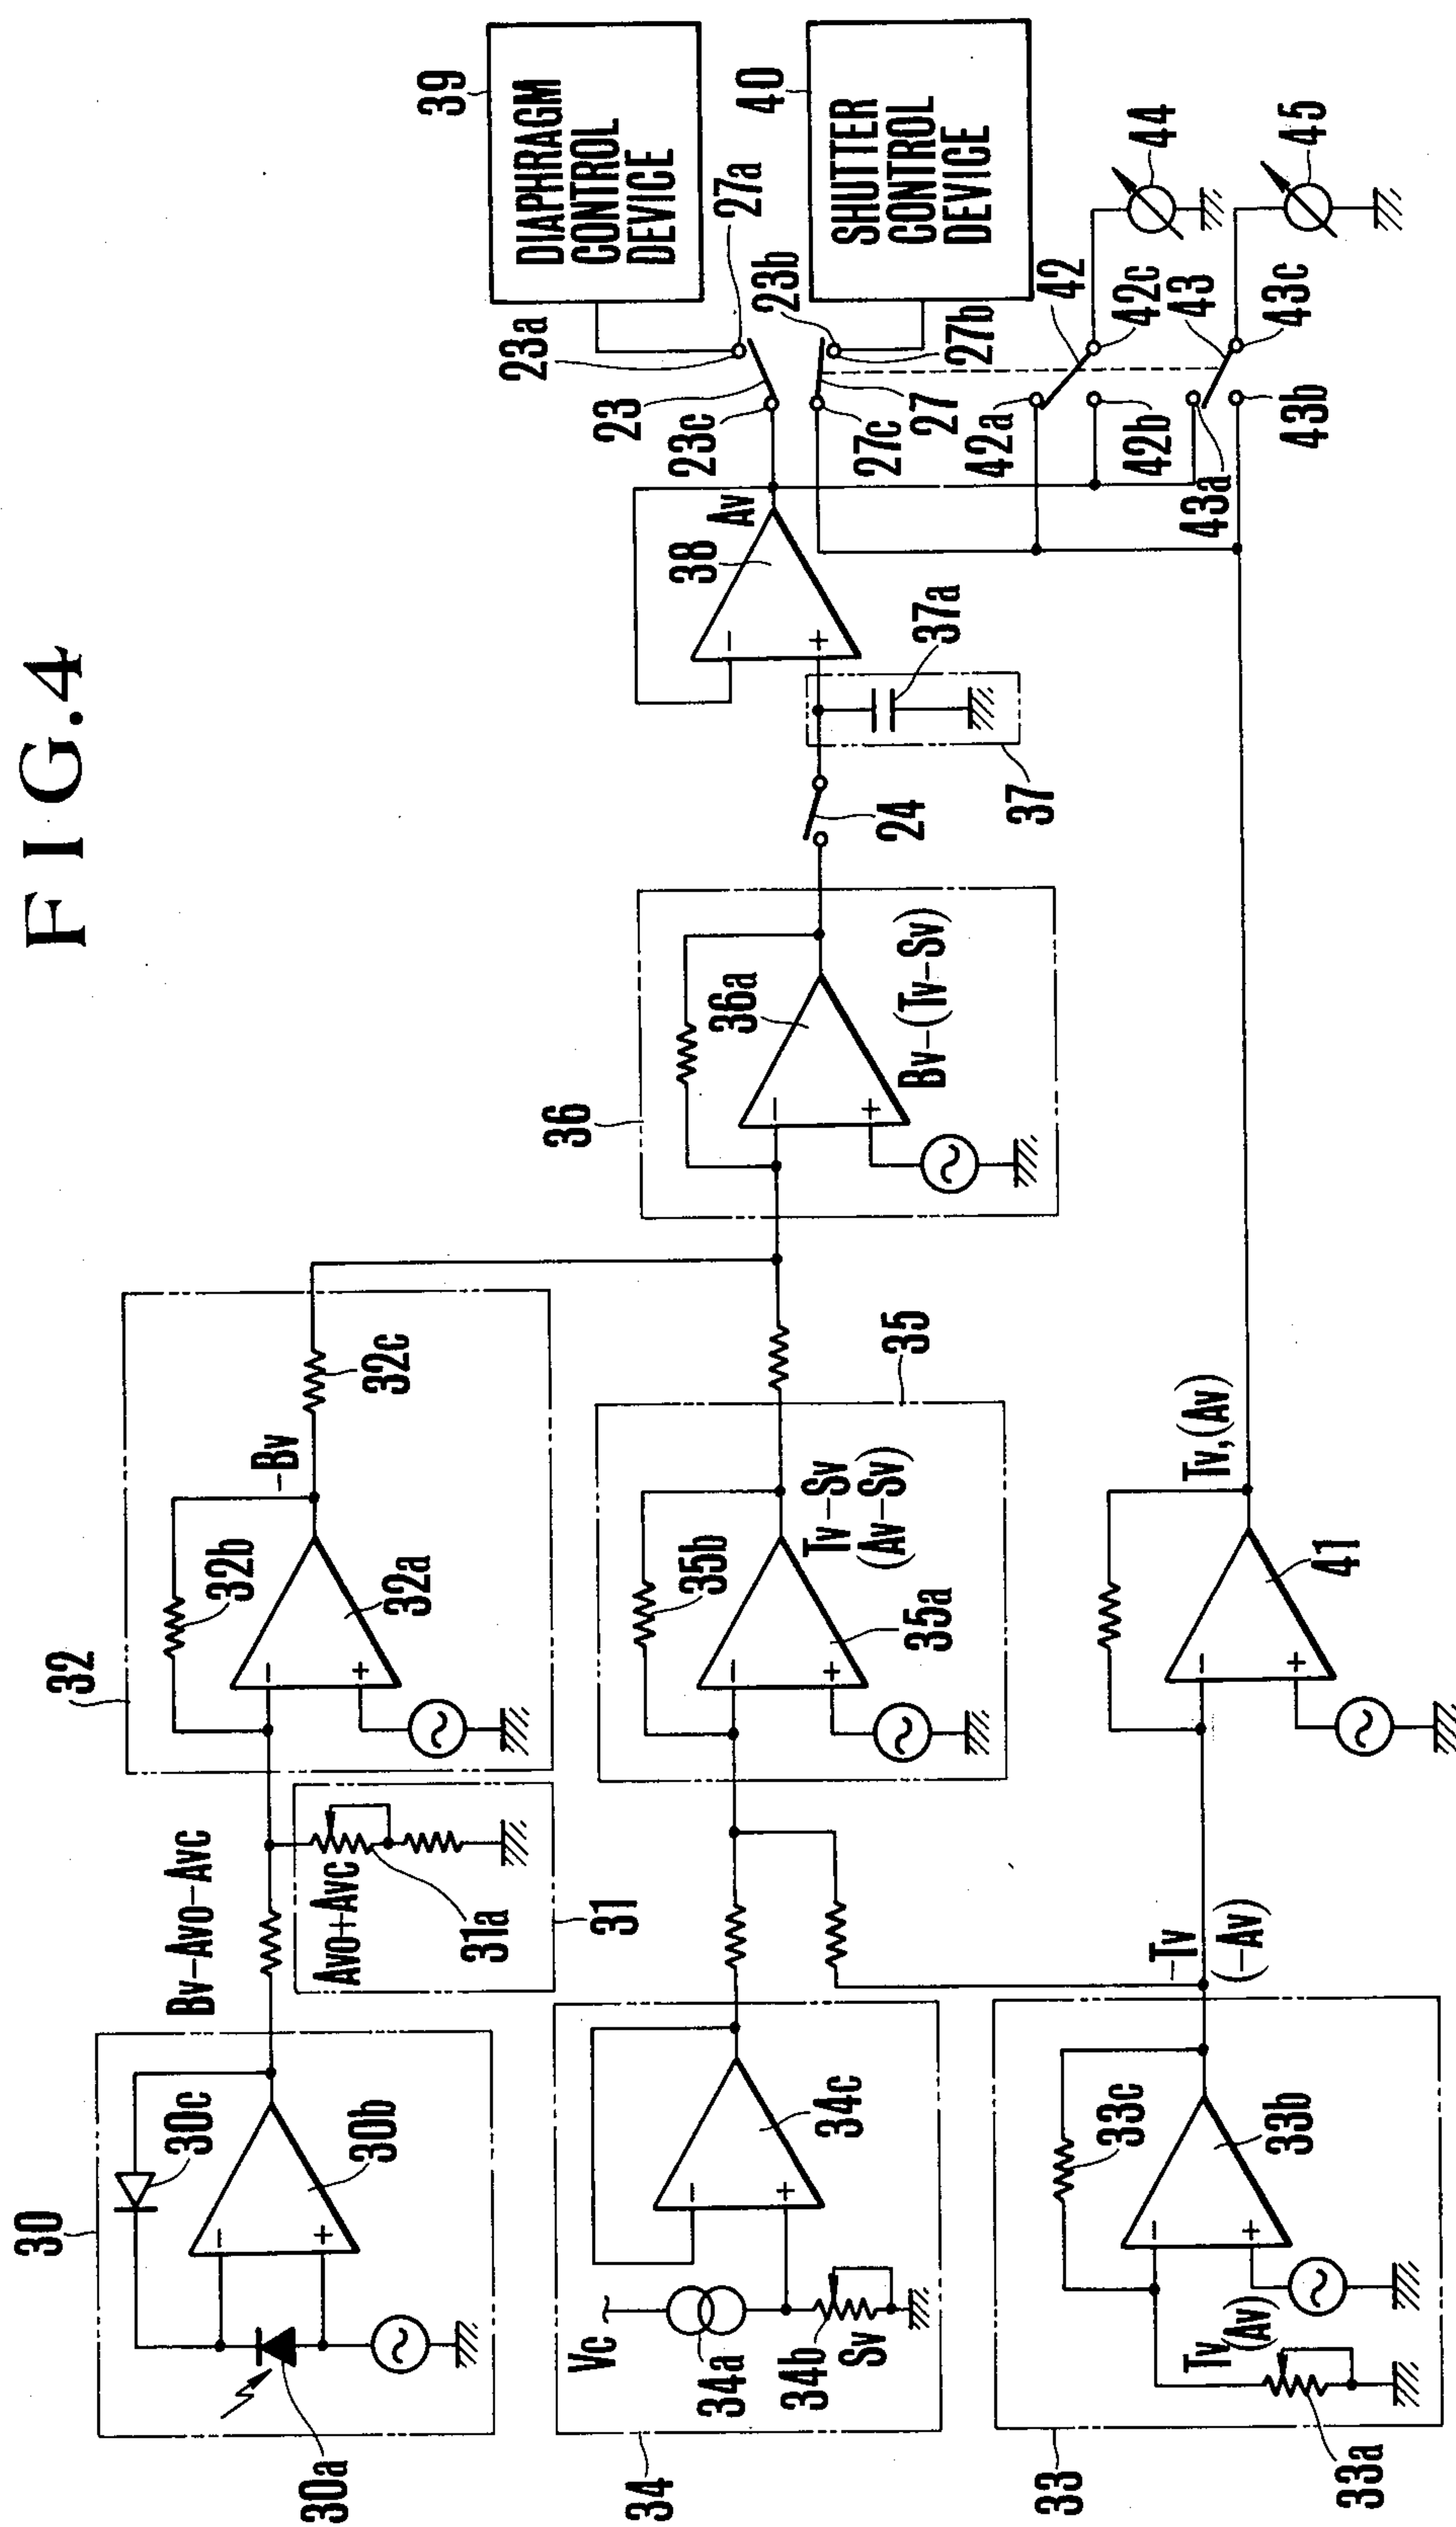 FIG.4
30
30a
30b
30c
Bv-Avo-Avc
31
31a
Avo+Avc
32
32a
32b
32c
-Bv
34
Vc
34a
34b
Sv
34c
35
35a
35b
Tv-Sv
(Av-Sv)
33
33a
Tv
(Av)
33b
33c
-Tv
(-Av)
41
Tv,(Av)
36
36a
Bv-(Tv-Sv)
24
37
37a
38
Av
23
23a
23b
23c
27
27a
27b
27c
39
DIAPHRAGM
CONTROL
DEVICE
40
SHUTTER
CONTROL
DEVICE
42
42a
42b
42c
43
43a
43b
43c
44
45